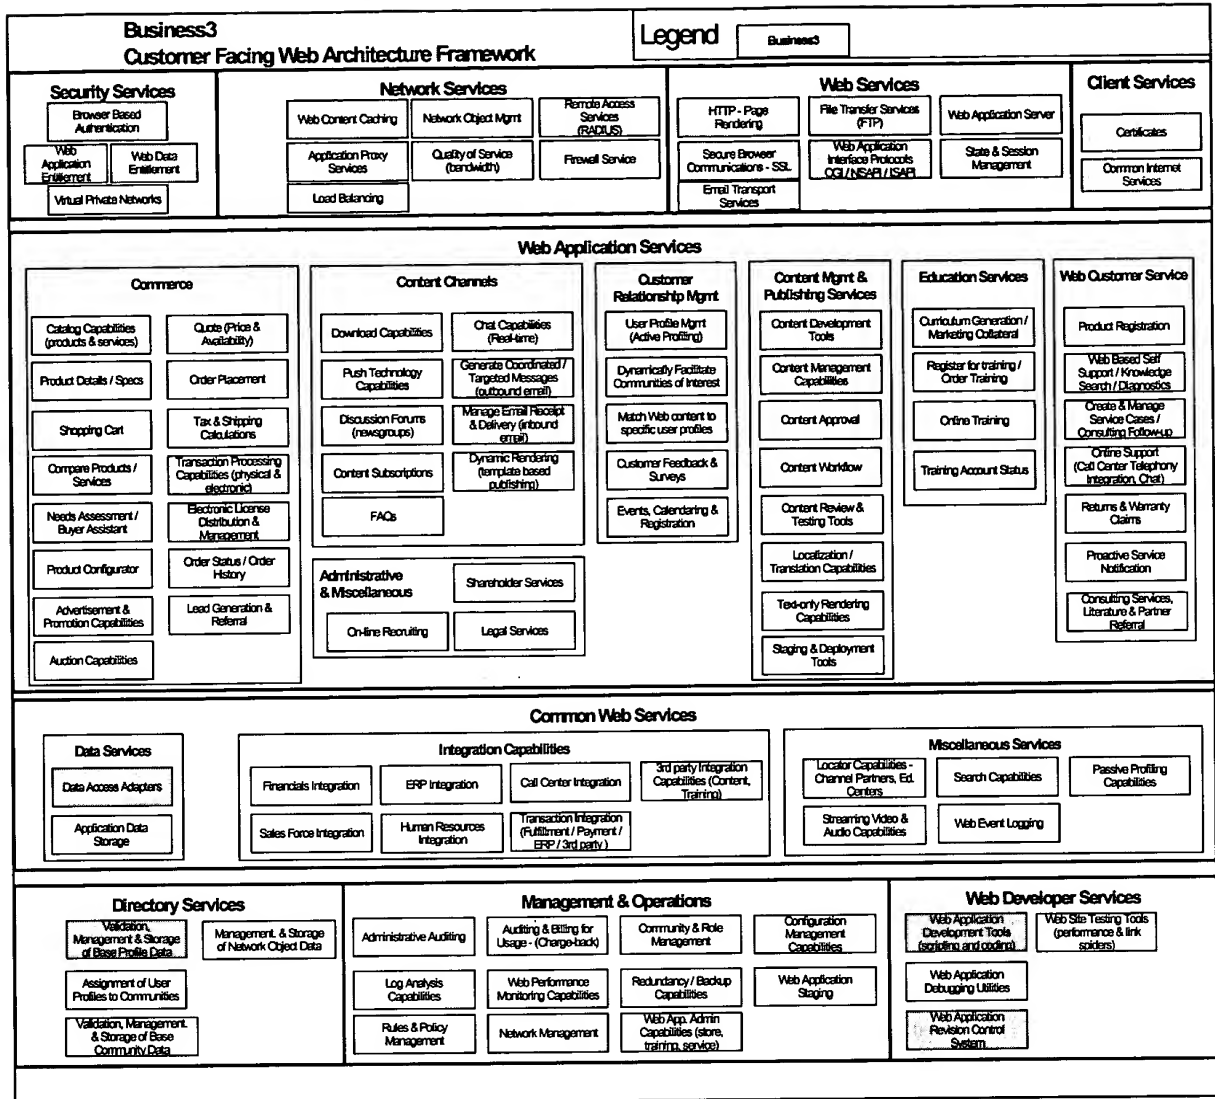 Business3
Customer Facing Web Architecture Framework
Legend
Business3
Security Services
Browser Based
Authentication
Web
Application
Entitlement
Web Data
Entitlement
Virtual Private Networks
Network Services
Web Content Caching
Network Object Mgmt
Remote Access
Services
(RADIUS)
Application Proxy
Services
Quality of Service
(bandwidth)
Firewall Service
Load Balancing
Web Services
HTTP - Page
Rendering
File Transfer Services
(FTP)
Web Application Server
Secure Browser
Communications - SSL
Web Application
Interface Protocols
CGI / NSAPI / ISAPI
State & Session
Management
Email Transport
Services
Client Services
Certificates
Common Internet
Services
Web Application Services
Commerce
Catalog Capabilities
(products & services)
Quote (Price &
Availability)
Product Details / Specs
Order Placement
Shopping Cart
Tax & Shipping
Calculations
Compare Products /
Services
Transaction Processing
Capabilities (physical &
electronic)
Needs Assessment /
Buyer Assistant
Electronic License
Distribution &
Management
Product Configurator
Order Status / Order
History
Advertisement &
Promotion Capabilities
Lead Generation &
Referral
Auction Capabilities
Content Channels
Download Capabilities
Chat Capabilities
(Real-time)
Push Technology
Capabilities
Generate Coordinated /
Targeted Messages
(outbound email)
Discussion Forums
(newsgroups)
Manage Email Receipt
& Delivery (inbound
email)
Content Subscriptions
Dynamic Rendering
(template based
publishing)
FAQs
Administrative
& Miscellaneous
Shareholder Services
On-line Recruiting
Legal Services
Customer
Relationship Mgmt
User Profile Mgmt
(Active Profiling)
Dynamically Facilitate
Communities of Interest
Match Web content to
specific user profiles
Customer Feedback &
Surveys
Events, Calendaring &
Registration
Content Mgmt &
Publishing Services
Content Development
Tools
Content Management
Capabilities
Content Approval
Content Workflow
Content Review &
Testing Tools
Localization /
Translation Capabilities
Text-only Rendering
Capabilities
Staging & Deployment
Tools
Education Services
Curriculum Generation /
Marketing Collateral
Register for training /
Order Training
Online Training
Training Account Status
Web Customer Service
Product Registration
Web Based Self
Support / Knowledge
Search / Diagnostics
Create & Manage
Service Cases /
Consulting Follow-up
Online Support
(Call Center Telephony
Integration, Chat)
Returns & Warranty
Claims
Proactive Service
Notification
Consulting Services,
Literature & Partner
Referral
Common Web Services
Data Services
Data Access Adapters
Application Data
Storage
Integration Capabilities
Financials Integration
ERP Integration
Call Center Integration
3rd party Integration
Capabilities (Content,
Training)
Sales Force Integration
Human Resources
Integration
Transaction Integration
(Fulfillment / Payment /
ERP / 3rd party )
Miscellaneous Services
Locator Capabilities -
Channel Partners, Ed.
Centers
Search Capabilities
Passive Profiling
Capabilities
Streaming Video &
Audio Capabilities
Web Event Logging
Directory Services
Validation,
Management & Storage
of Base Profile Data
Management. & Storage
of Network Object Data
Assignment of User
Profiles to Communities
Validation, Management.
& Storage of Base
Community Data
Management & Operations
Administrative Auditing
Auditing & Billing for
Usage - (Charge-back)
Community & Role
Management
Configuration
Management
Capabilities
Log Analysis
Capabilities
Web Performance
Monitoring Capabilities
Redundancy / Backup
Capabilities
Web Application
Staging
Rules & Policy
Management
Network Management
Web App. Admin
Capabilities (store,
training, service)
Web Developer Services
Web Application
Development Tools
(scripting and coding)
Web Site Testing Tools
(performance & link
spiders)
Web Application
Debugging Utilities
Web Application
Revision Control
System